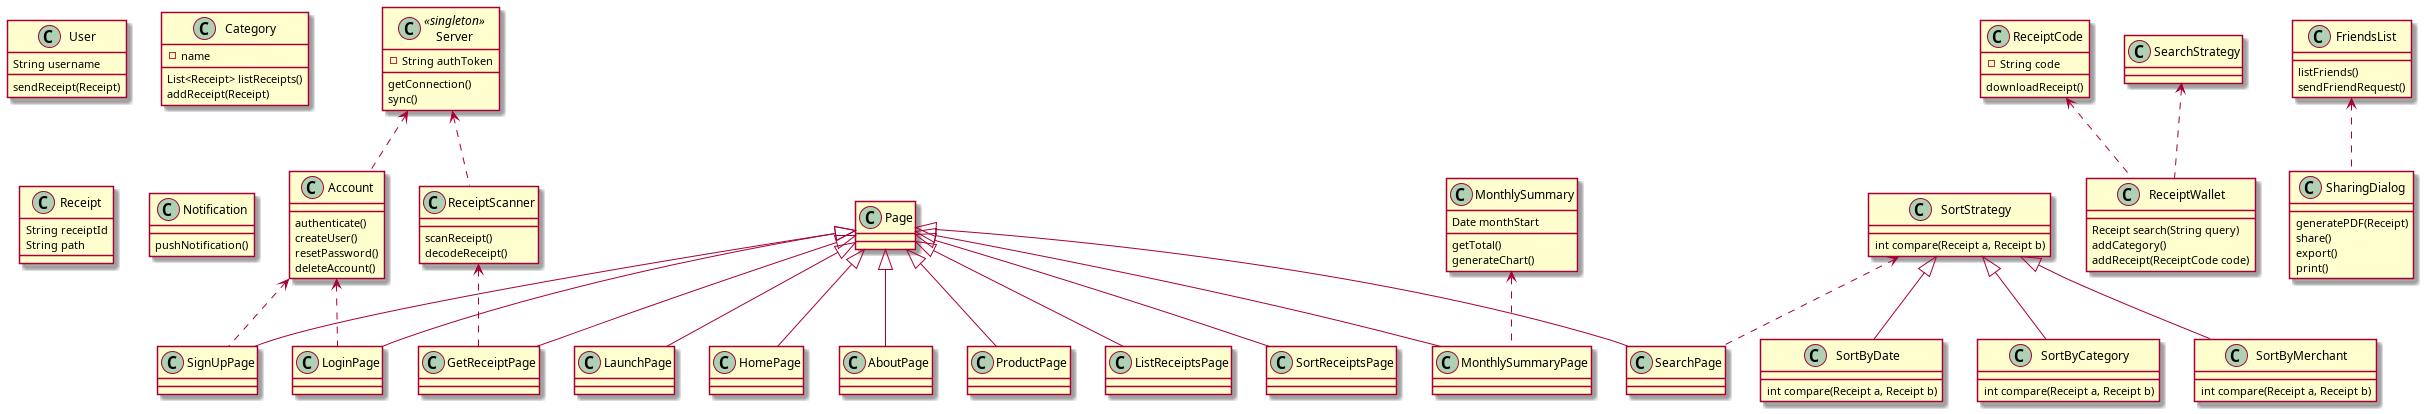 C User
String username
sendReceipt(Receipt)
C Category
name
List<Receipt> listReceipts()
addReceipt(Receipt)
C «singleton»
Server
String authToken
getConnection()
sync()
C ReceiptCode
String code
downloadReceipt()
C SearchStrategy
C FriendsList
listFriends()
sendFriendRequest()
C Receipt
String receiptId
String path
C Notification
pushNotification()
C Account
authenticate()
createUser()
resetPassword()
deleteAccount()
C ReceiptScanner
scanReceipt()
decodeReceipt()
C Page
C MonthlySummary
Date monthStart
getTotal()
generateChart()
C SortStrategy
int compare(Receipt a, Receipt b)
C ReceiptWallet
Receipt search(String query)
addCategory()
addReceipt(ReceiptCode code)
C SharingDialog
generatePDF(Receipt)
share()
export()
print()
C SignUpPage
C LoginPage
C GetReceiptPage
C LaunchPage
C HomePage
C AboutPage
C ProductPage
C ListReceiptsPage
C SortReceiptsPage
C MonthlySummaryPage
C SearchPage
C SortByDate
int compare(Receipt a, Receipt b)
C SortByCategory
int compare(Receipt a, Receipt b)
C SortByMerchant
int compare(Receipt a, Receipt b)